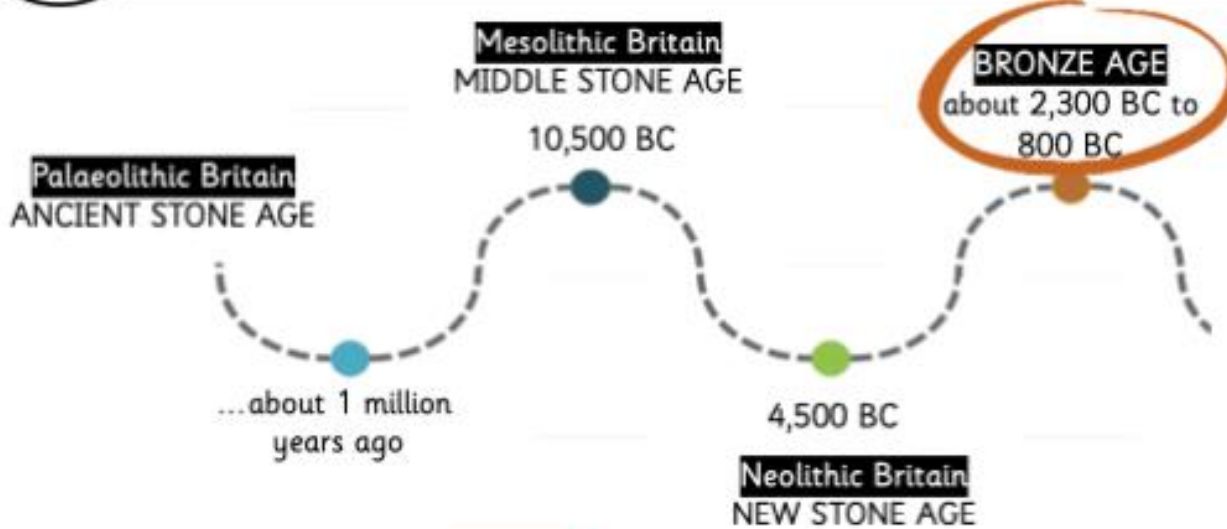 Palaeolithic Britain
ANCIENT STONE AGE
...about 1 million
years ago
Mesolithic Britain
MIDDLE STONE AGE
10,500 BC
4,500 BC
Neolithic Britain
NEW STONE AGE
BRONZE AGE
about 2,300 BC to
800 BC